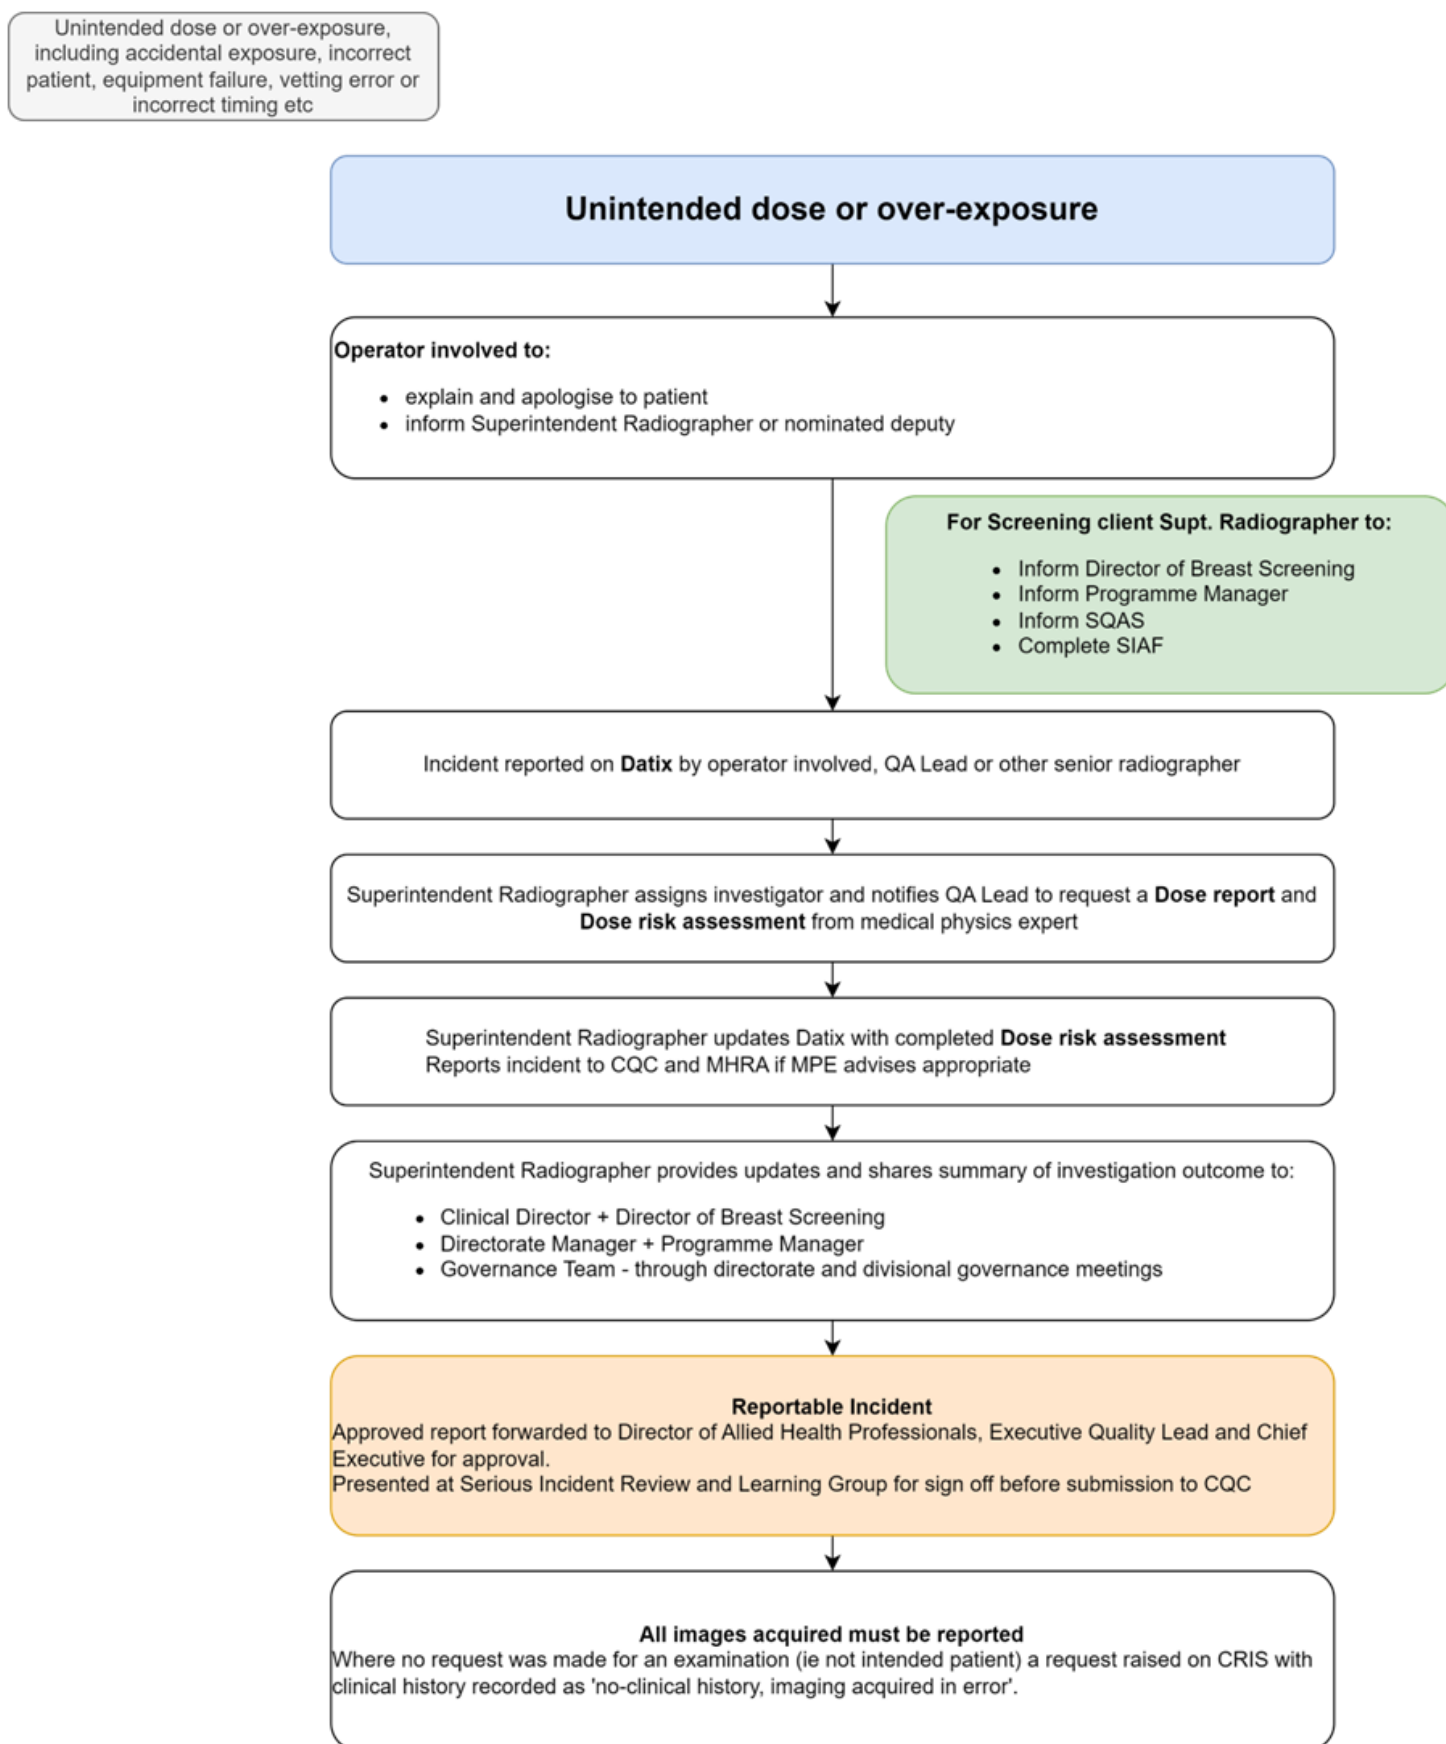 Unintended dose or over-exposure,
including accidental exposure, incorrect
patient, equipment failure, vetting error or
incorrect timing etc
Unintended dose or over-exposure
Operator involved to:
• explain and apologise to patient
• inform Superintendent Radiographer or nominated deputy
For Screening client Supt. Radiographer to:
• Inform Director of Breast Screening
• Inform Programme Manager
• Inform SQAS
• Complete SIAF
Incident reported on Datix by operator involved, QA Lead or other senior radiographer
Superintendent Radiographer assigns investigator and notifies QA Lead to request a Dose report and
Dose risk assessment from medical physics expert
Superintendent Radiographer updates Datix with completed Dose risk assessment
Reports incident to CQC and MHRA if MPE advises appropriate
Superintendent Radiographer provides updates and shares summary of investigation outcome to:
• Clinical Director + Director of Breast Screening
• Directorate Manager + Programme Manager
• Governance Team - through directorate and divisional governance meetings
Reportable Incident
Approved report forwarded to Director of Allied Health Professionals, Executive Quality Lead and Chief
Executive for approval.
Presented at Serious Incident Review and Learning Group for sign off before submission to CQC
All images acquired must be reported
Where no request was made for an examination (ie not intended patient) a request raised on CRIS with
clinical history recorded as 'no-clinical history, imaging acquired in error'.